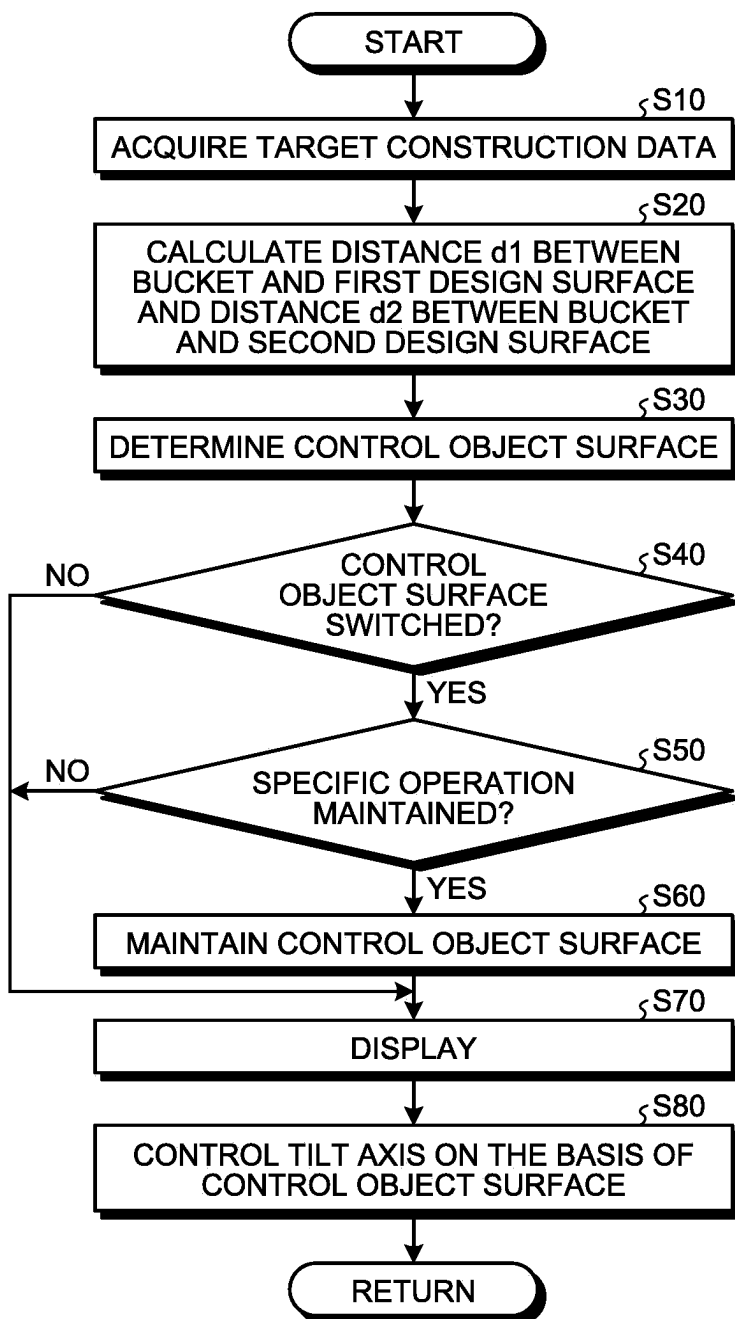 START
S10
ACQUIRE TARGET CONSTRUCTION DATA
S20
CALCULATE DISTANCE d1 BETWEEN
BUCKET AND FIRST DESIGN SURFACE
AND DISTANCE d2 BETWEEN BUCKET
AND SECOND DESIGN SURFACE
S30
DETERMINE CONTROL OBJECT SURFACE
S40
CONTROL
OBJECT SURFACE
SWITCHED?
NO
YES
S50
SPECIFIC OPERATION
MAINTAINED?
NO
YES
S60
MAINTAIN CONTROL OBJECT SURFACE
S70
DISPLAY
S80
CONTROL TILT AXIS ON THE BASIS OF
CONTROL OBJECT SURFACE
RETURN